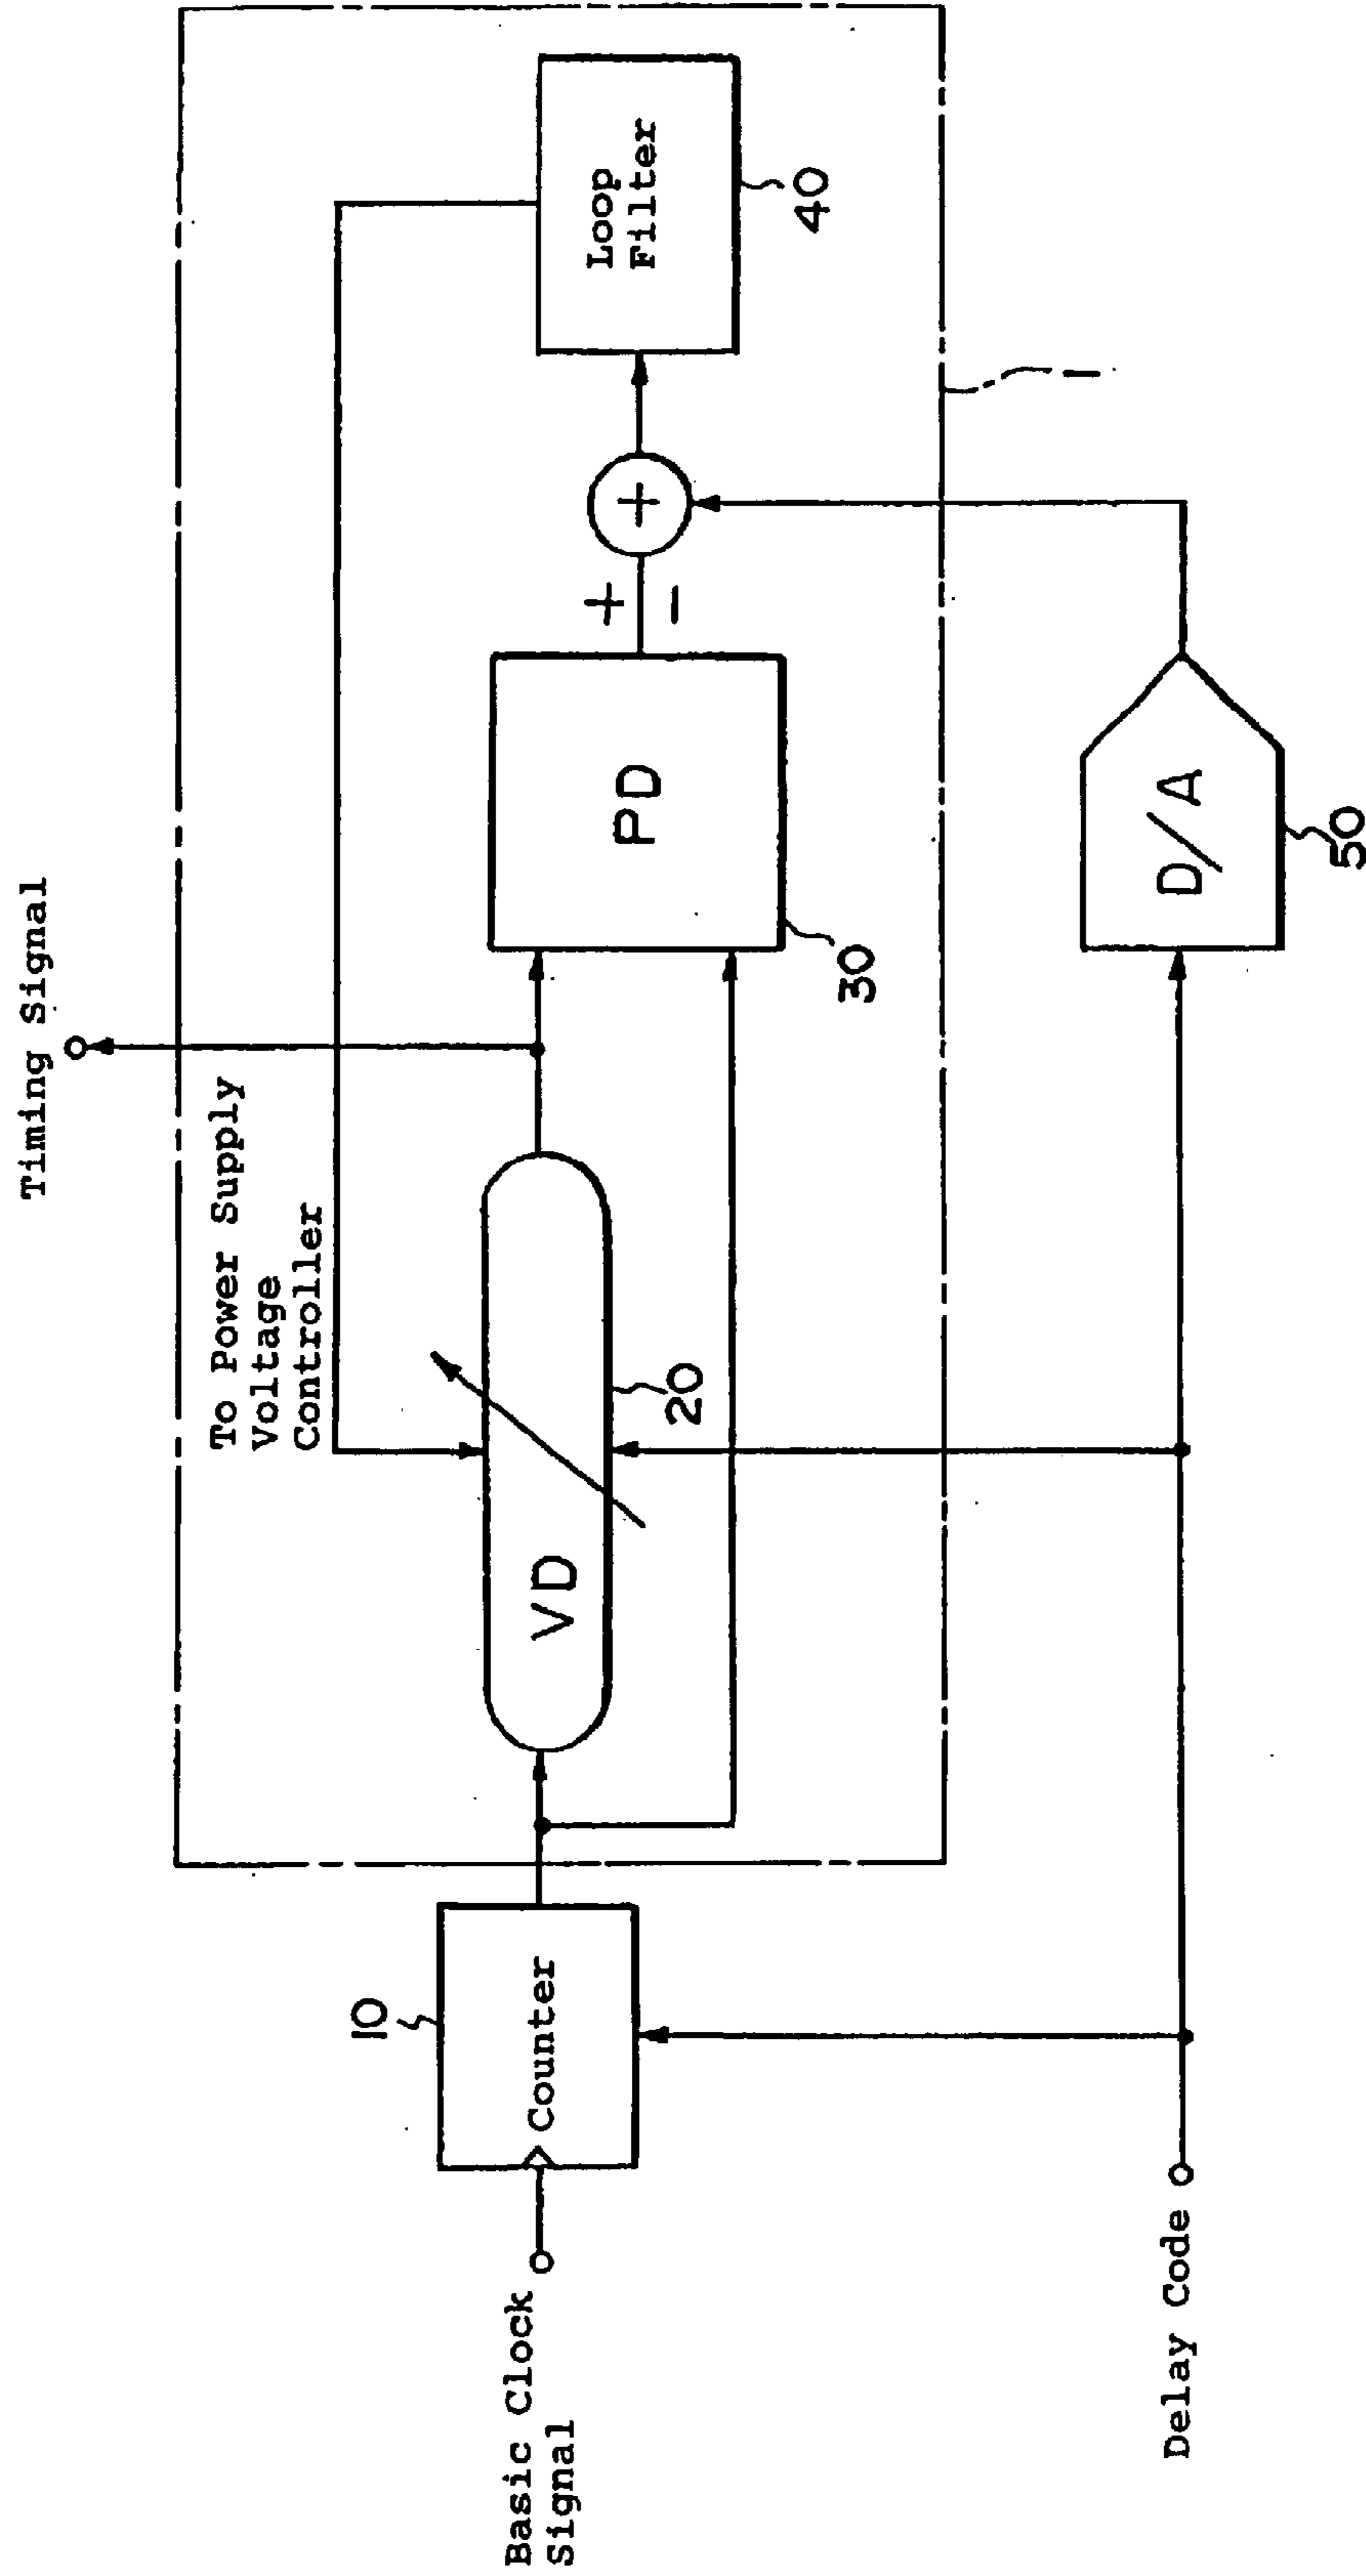 Timing Signal
To Power Supply
Voltage
Controller
Basic Clock
Signal
10
Counter
VD
20
PD
30
+
-
+
Loop
Filter
40
1
Delay Code
D/A
50